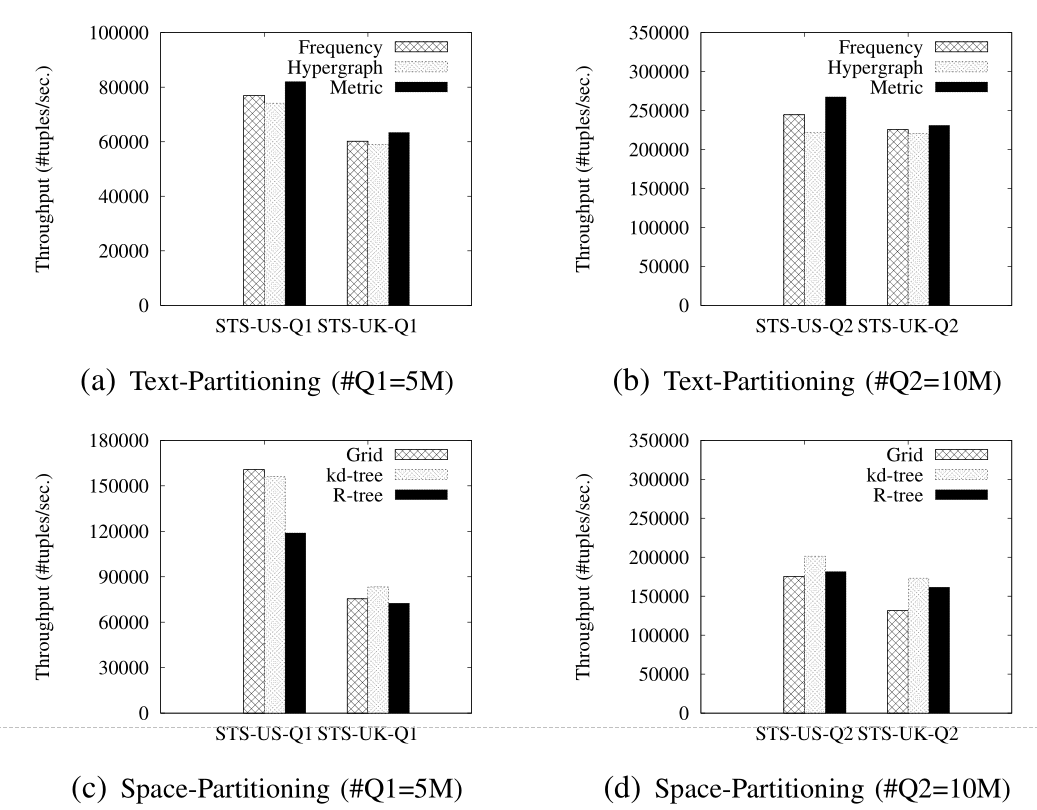 100000
80000
60000
40000
20000
0
Throughput (#tuples/sec.)
Frequency
Hypergraph
Metric
STS-US-Q1 STS-UK-Q1
(a) Text-Partitioning (#Q1=5M)
350000
300000
250000
200000
150000
100000
50000
0
Throughput (#tuples/sec.)
Frequency
Hypergraph
Metric
STS-US-Q2 STS-UK-Q2
(b) Text-Partitioning (#Q2=10M)
180000
150000
120000
90000
60000
30000
0
Throughput (#tuples/sec.)
Grid
kd-tree
R-tree
STS-US-Q1 STS-UK-Q1
(c) Space-Partitioning (#Q1=5M)
350000
300000
250000
200000
150000
100000
50000
0
Throughput (#tuples/sec.)
Grid
kd-tree
R-tree
STS-US-Q2 STS-UK-Q2
(d) Space-Partitioning (#Q2=10M)